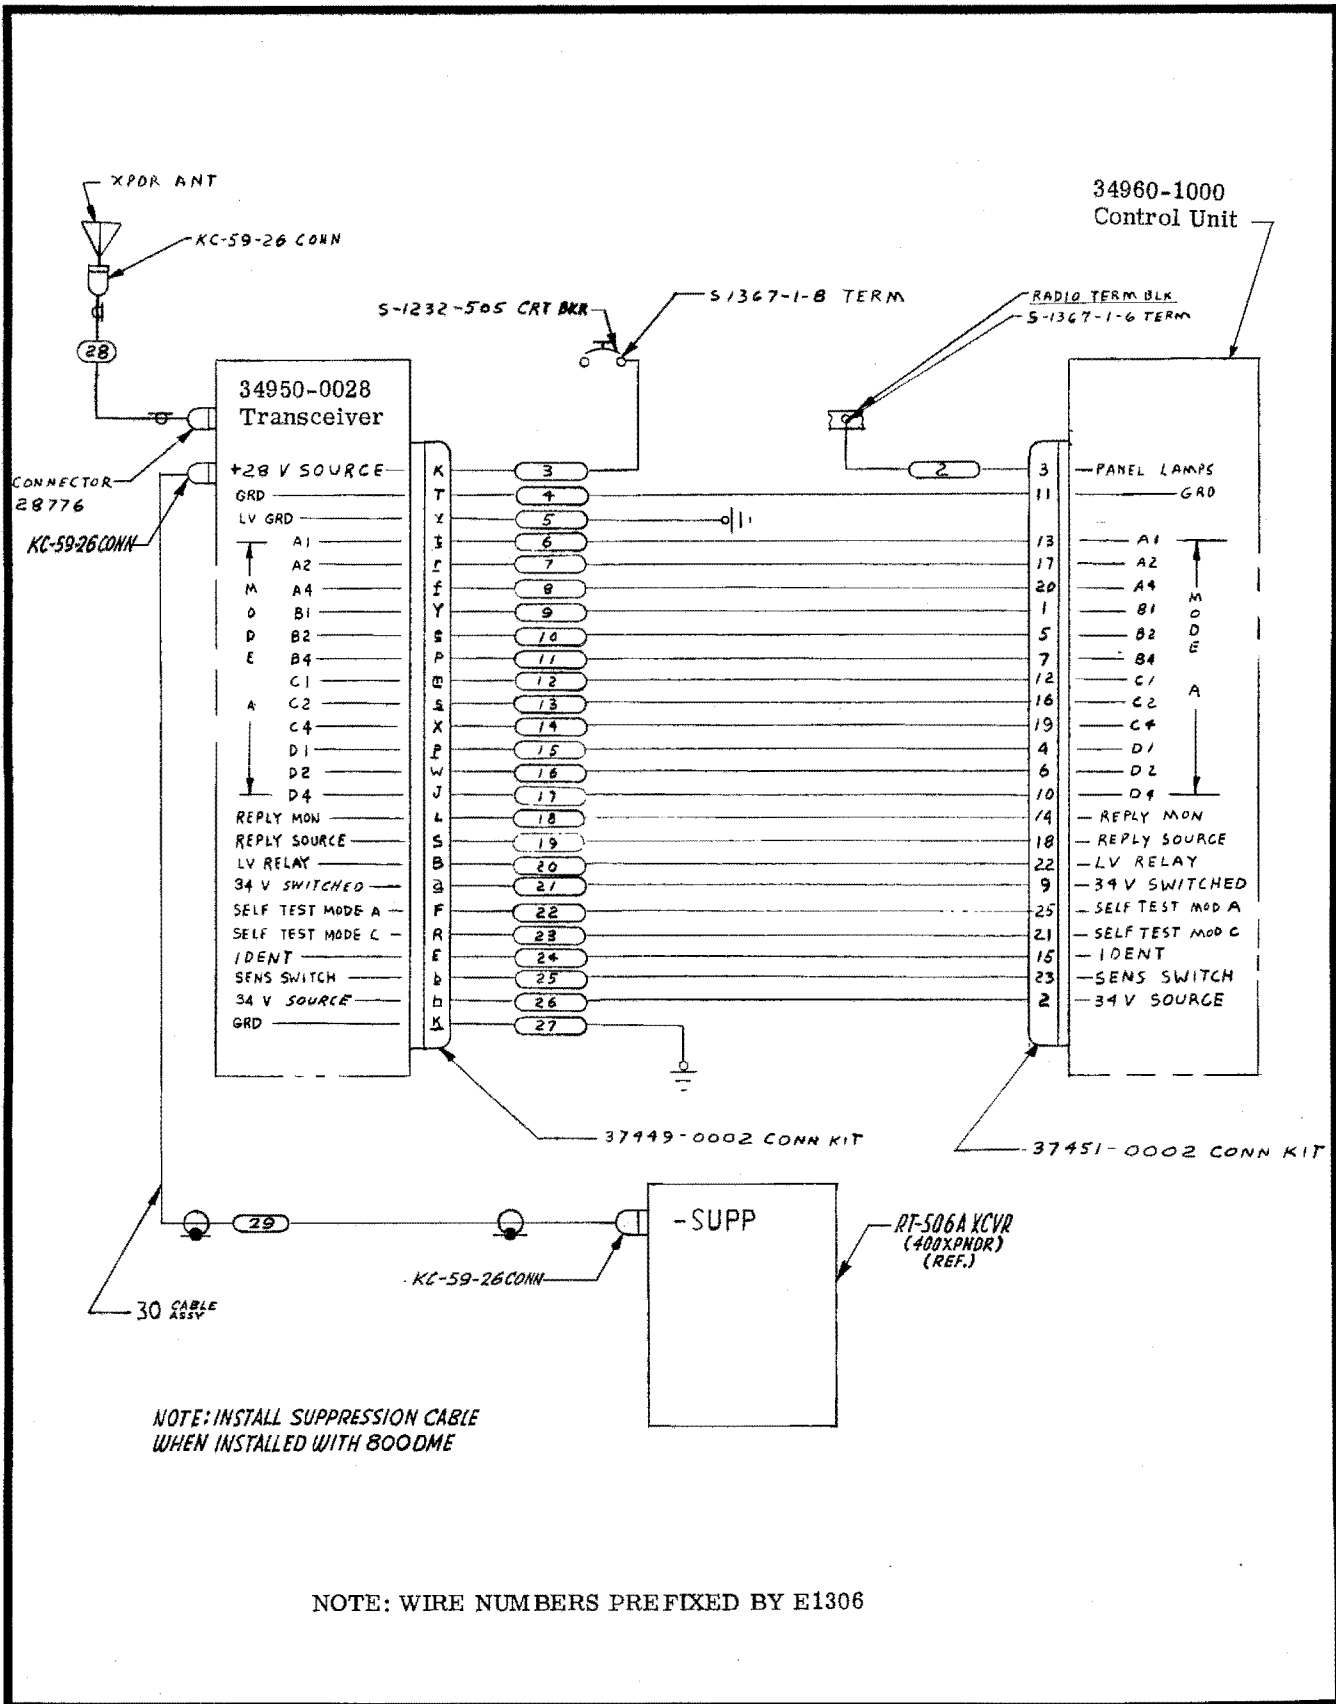 XPDR ANT
KC-59-26 CONN
34960-1000
Control Unit
S-1232-505 CRT BKR
S1367-1-8 TERM
RADIO TERM BLK
S-1367-1-6 TERM
28
34950-0028
Transceiver
CONNECTOR
28776
KC-59-26 CONN
+28 V SOURCE K 3
2 3 PANEL LAMPS
GRD T 4 11 GRD
LV GRD 5
A1 6 13 A1
A2 r 7 17 A2
A4 f 8 20 A4
B1 Y 9 1 B1
B2 10 5 B2
B4 P 11 7 B4
C1 m 12 12 C1
C2 s 13 16 C2
C4 X 14 19 C4
D1 p 15 4 D1
D2 W 16 6 D2
D4 J 17 10 D4
MODE A
MODE A
REPLY MON L 18 14 REPLY MON
REPLY SOURCE S 19 18 REPLY SOURCE
LV RELAY B 20 22 LV RELAY
34 V SWITCHED a 21 9 34 V SWITCHED
SELF TEST MODE A F 22 25 SELF TEST MOD A
SELF TEST MODE C R 23 21 SELF TEST MOD C
IDENT E 24 15 IDENT
SENS SWITCH b 25 23 SENS SWITCH
34 V SOURCE h 26 2 34 V SOURCE
GRD K 27
37449-0002 CONN KIT
37451-0002 CONN KIT
29
-SUPP
RT-506A XCVR
(400XPNDR)
(REF.)
KC-59-26 CONN
30 CABLE
ASSY
NOTE: INSTALL SUPPRESSION CABLE
WHEN INSTALLED WITH 800 DME
NOTE: WIRE NUMBERS PREFIXED BY E1306